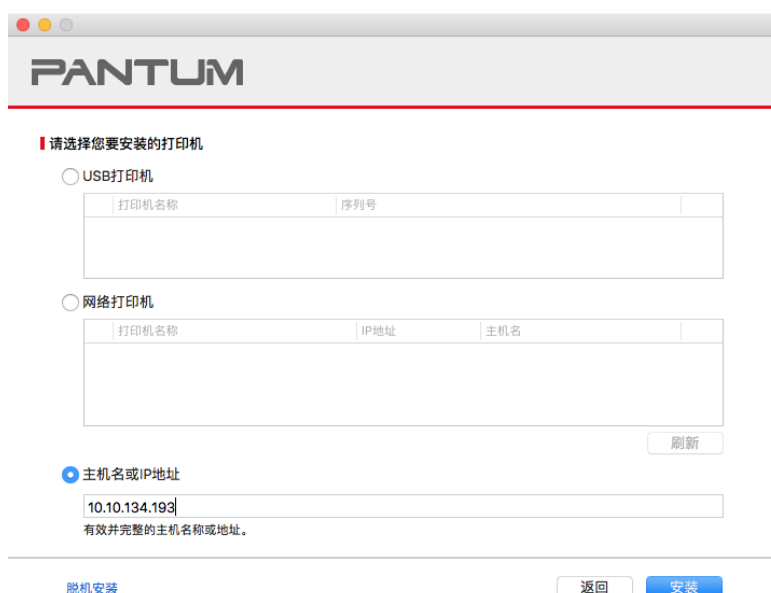 PANTUM
请选择您要安装的打印机
USB打印机
打印机名称 序列号
网络打印机
打印机名称 IP地址 主机名
刷新
主机名或IP地址
10.10.134.193
有效并完整的主机名称或地址。
脱机安装 返回 安装